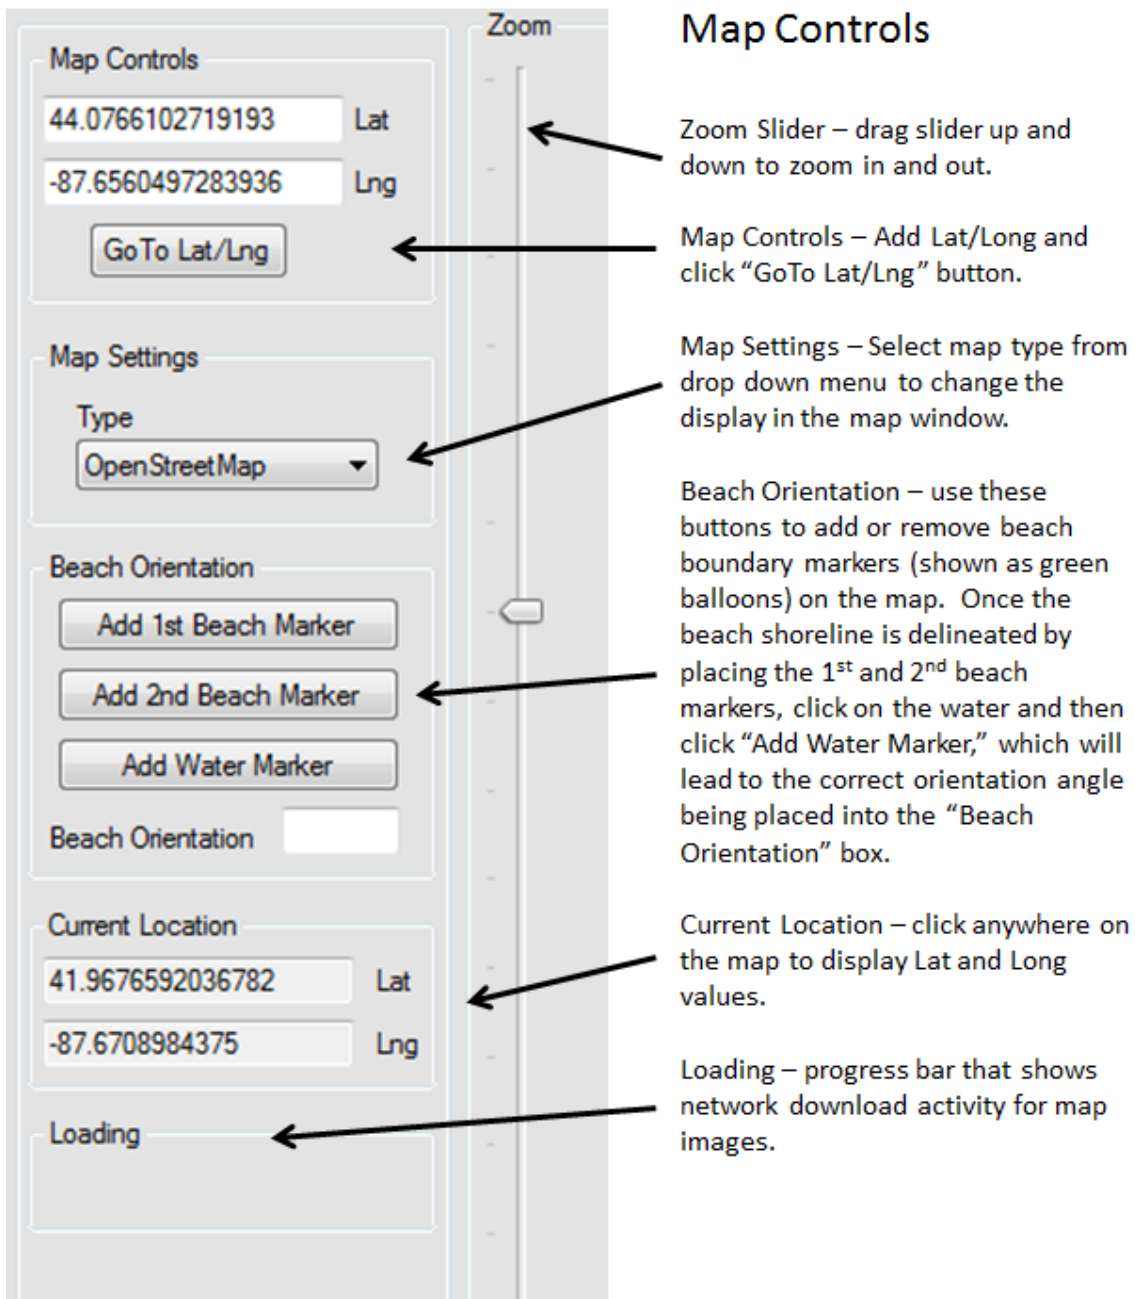 Zoom
Map Controls
44.0766102719193 Lat
-87.6560497283936 Lng
GoTo Lat/Lng
Map Settings
Type
OpenStreetMap
Beach Orientation
Add 1st Beach Marker
Add 2nd Beach Marker
Add Water Marker
Beach Orientation
Current Location
41.9676592036782 Lat
-87.6708984375 Lng
Loading
Map Controls
Zoom Slider – drag slider up and
down to zoom in and out.
Map Controls – Add Lat/Long and
click “GoTo Lat/Lng” button.
Map Settings – Select map type from
drop down menu to change the
display in the map window.
Beach Orientation – use these
buttons to add or remove beach
boundary markers (shown as green
balloons) on the map.  Once the
beach shoreline is delineated by
placing the 1st and 2nd beach
markers, click on the water and then
click “Add Water Marker,” which will
lead to the correct orientation angle
being placed into the “Beach
Orientation” box.
Current Location – click anywhere on
the map to display Lat and Long
values.
Loading – progress bar that shows
network download activity for map
images.